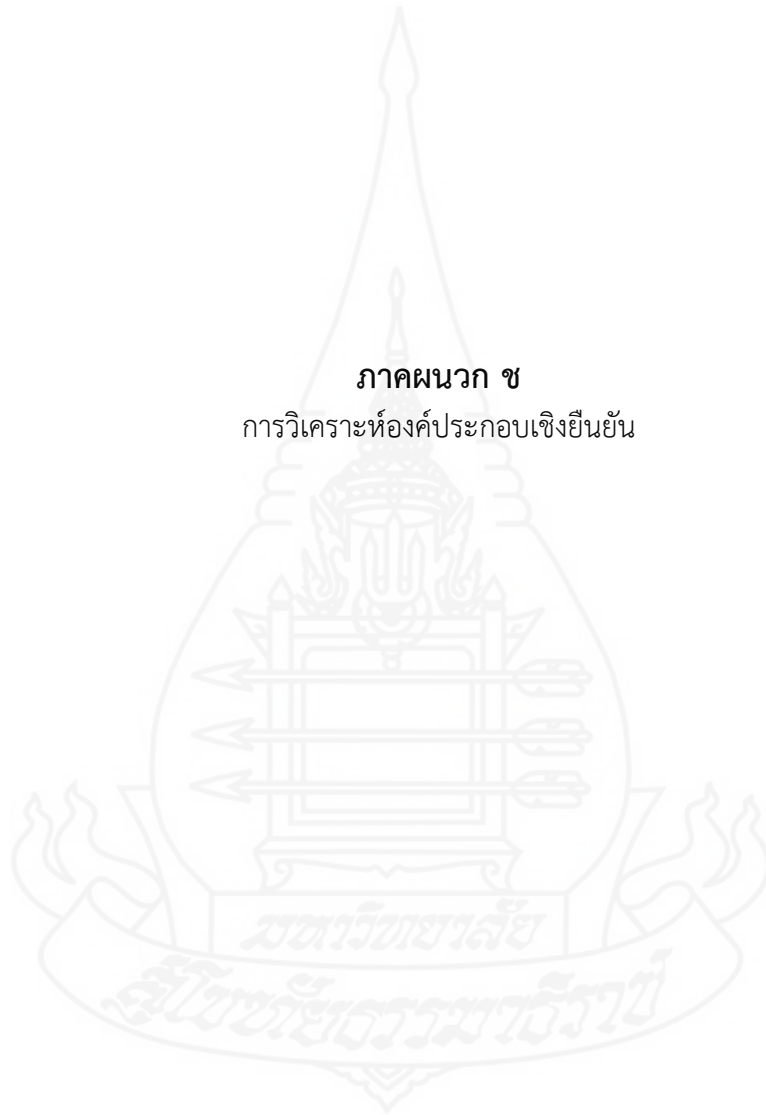 ภาคผนวก ช
การวิเคราะห์องค์ประกอบเชิงยืนยัน
มหาวิทยาลัย
สุโขทัยธรรมาธิราช